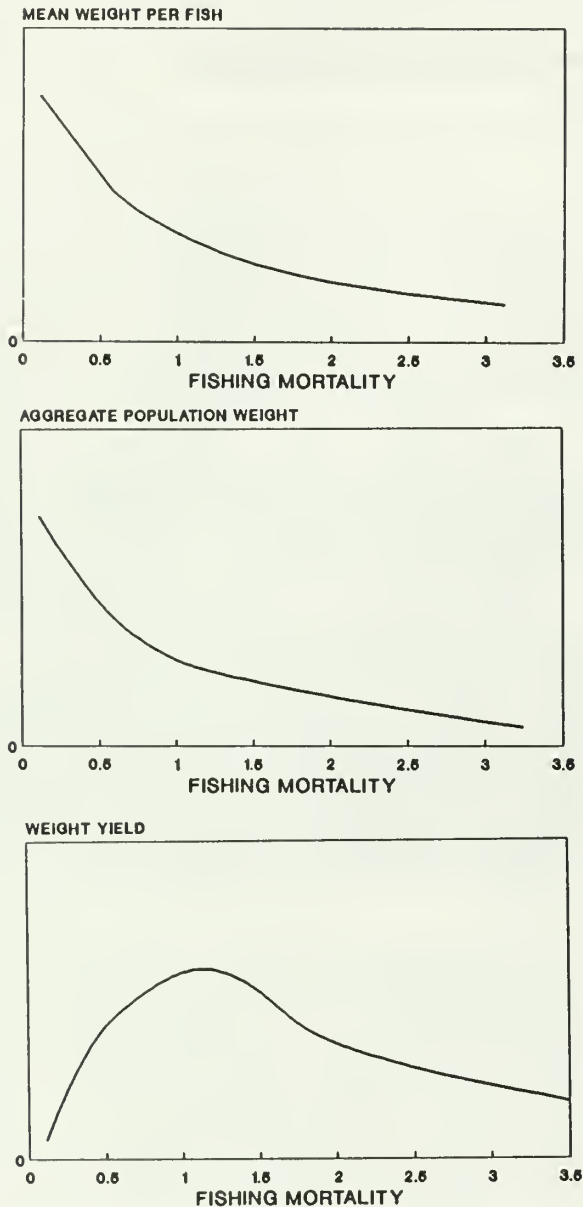 MEAN WEIGHT PER FISH
0
0 0.5 1 1.5 2 2.5 3 3.5
FISHING MORTALITY
AGGREGATE POPULATION WEIGHT
0
0 0.5 1 1.5 2 2.5 3 3.5
FISHING MORTALITY
WEIGHT YIELD
0
0 0.5 1 1.5 2 2.5 3 3.5
FISHING MORTALITY